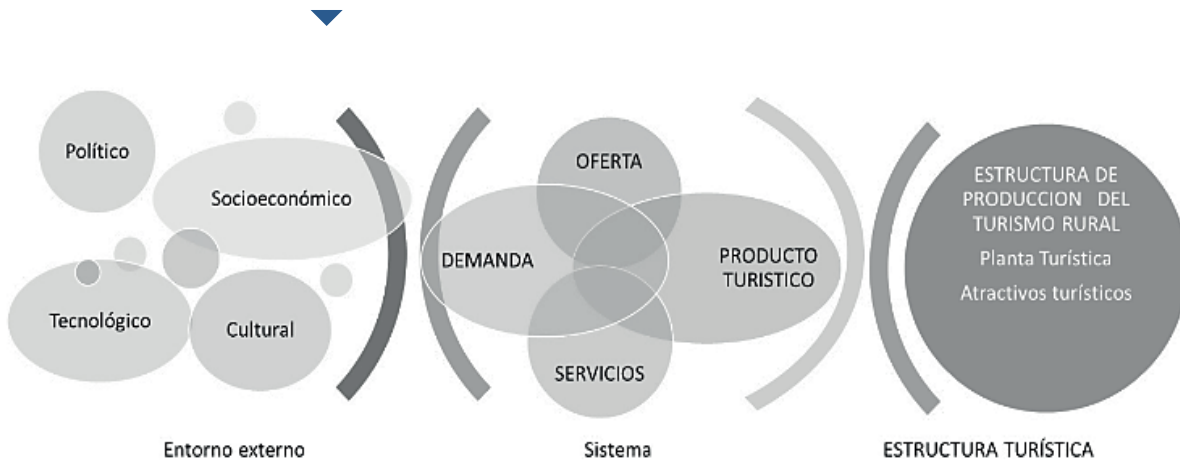 Político
Socioeconómico
Tecnológico
Cultural
OFERTA
DEMANDA
PRODUCTO
TURISTICO
SERVICIOS
ESTRUCTURA DE
PRODUCCION DEL
TURISMO RURAL
Planta Turística
Atractivos turísticos
Entorno externo
Sistema
ESTRUCTURA TURÍSTICA